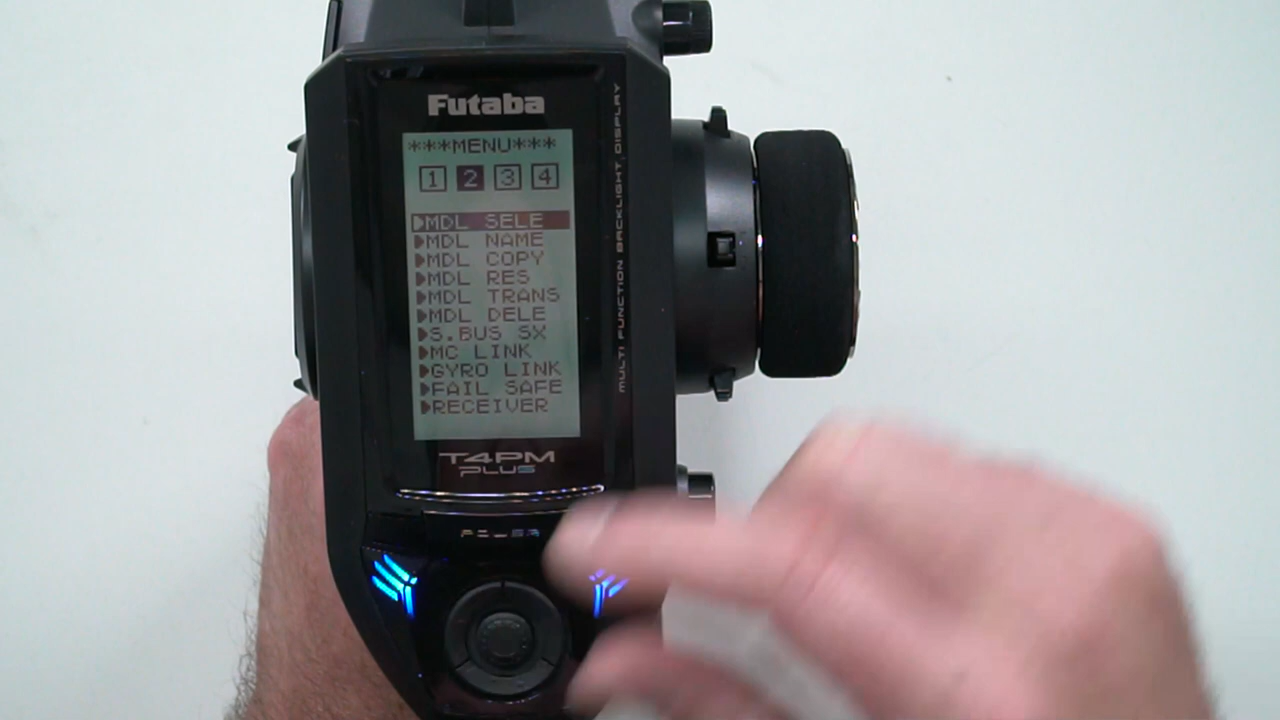 Futaba
***MENU***
1 2 3 4
MDL SELE
MDL NAME
MDL COPY
MDL RES
MDL TRANS
MDL DELE
S.BUS SX
MC LINK
GYRO LINK
FAIL SAFE
RECEIVER
T4PM
PLUS
POWER
MULTI FUNCTION BACKLIGHT DISPLAY